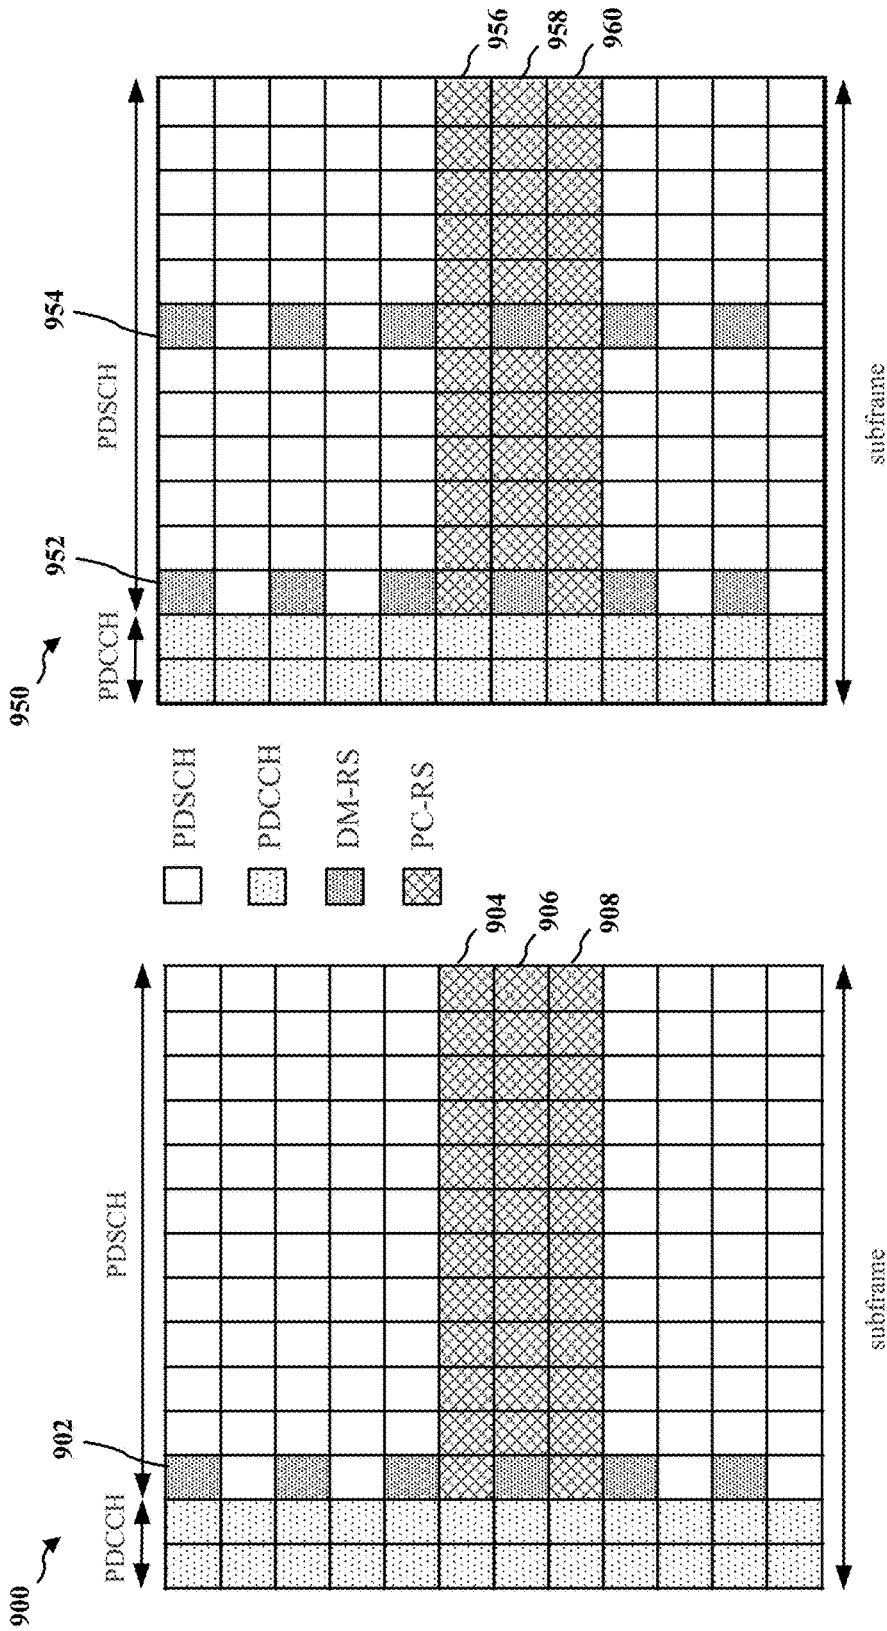 900
PDCCH
PDSCH
902
904
906
908
subframe
PDSCH
PDCCH
DM-RS
PC-RS
950
PDCCH
PDSCH
952
954
956
958
960
subframe